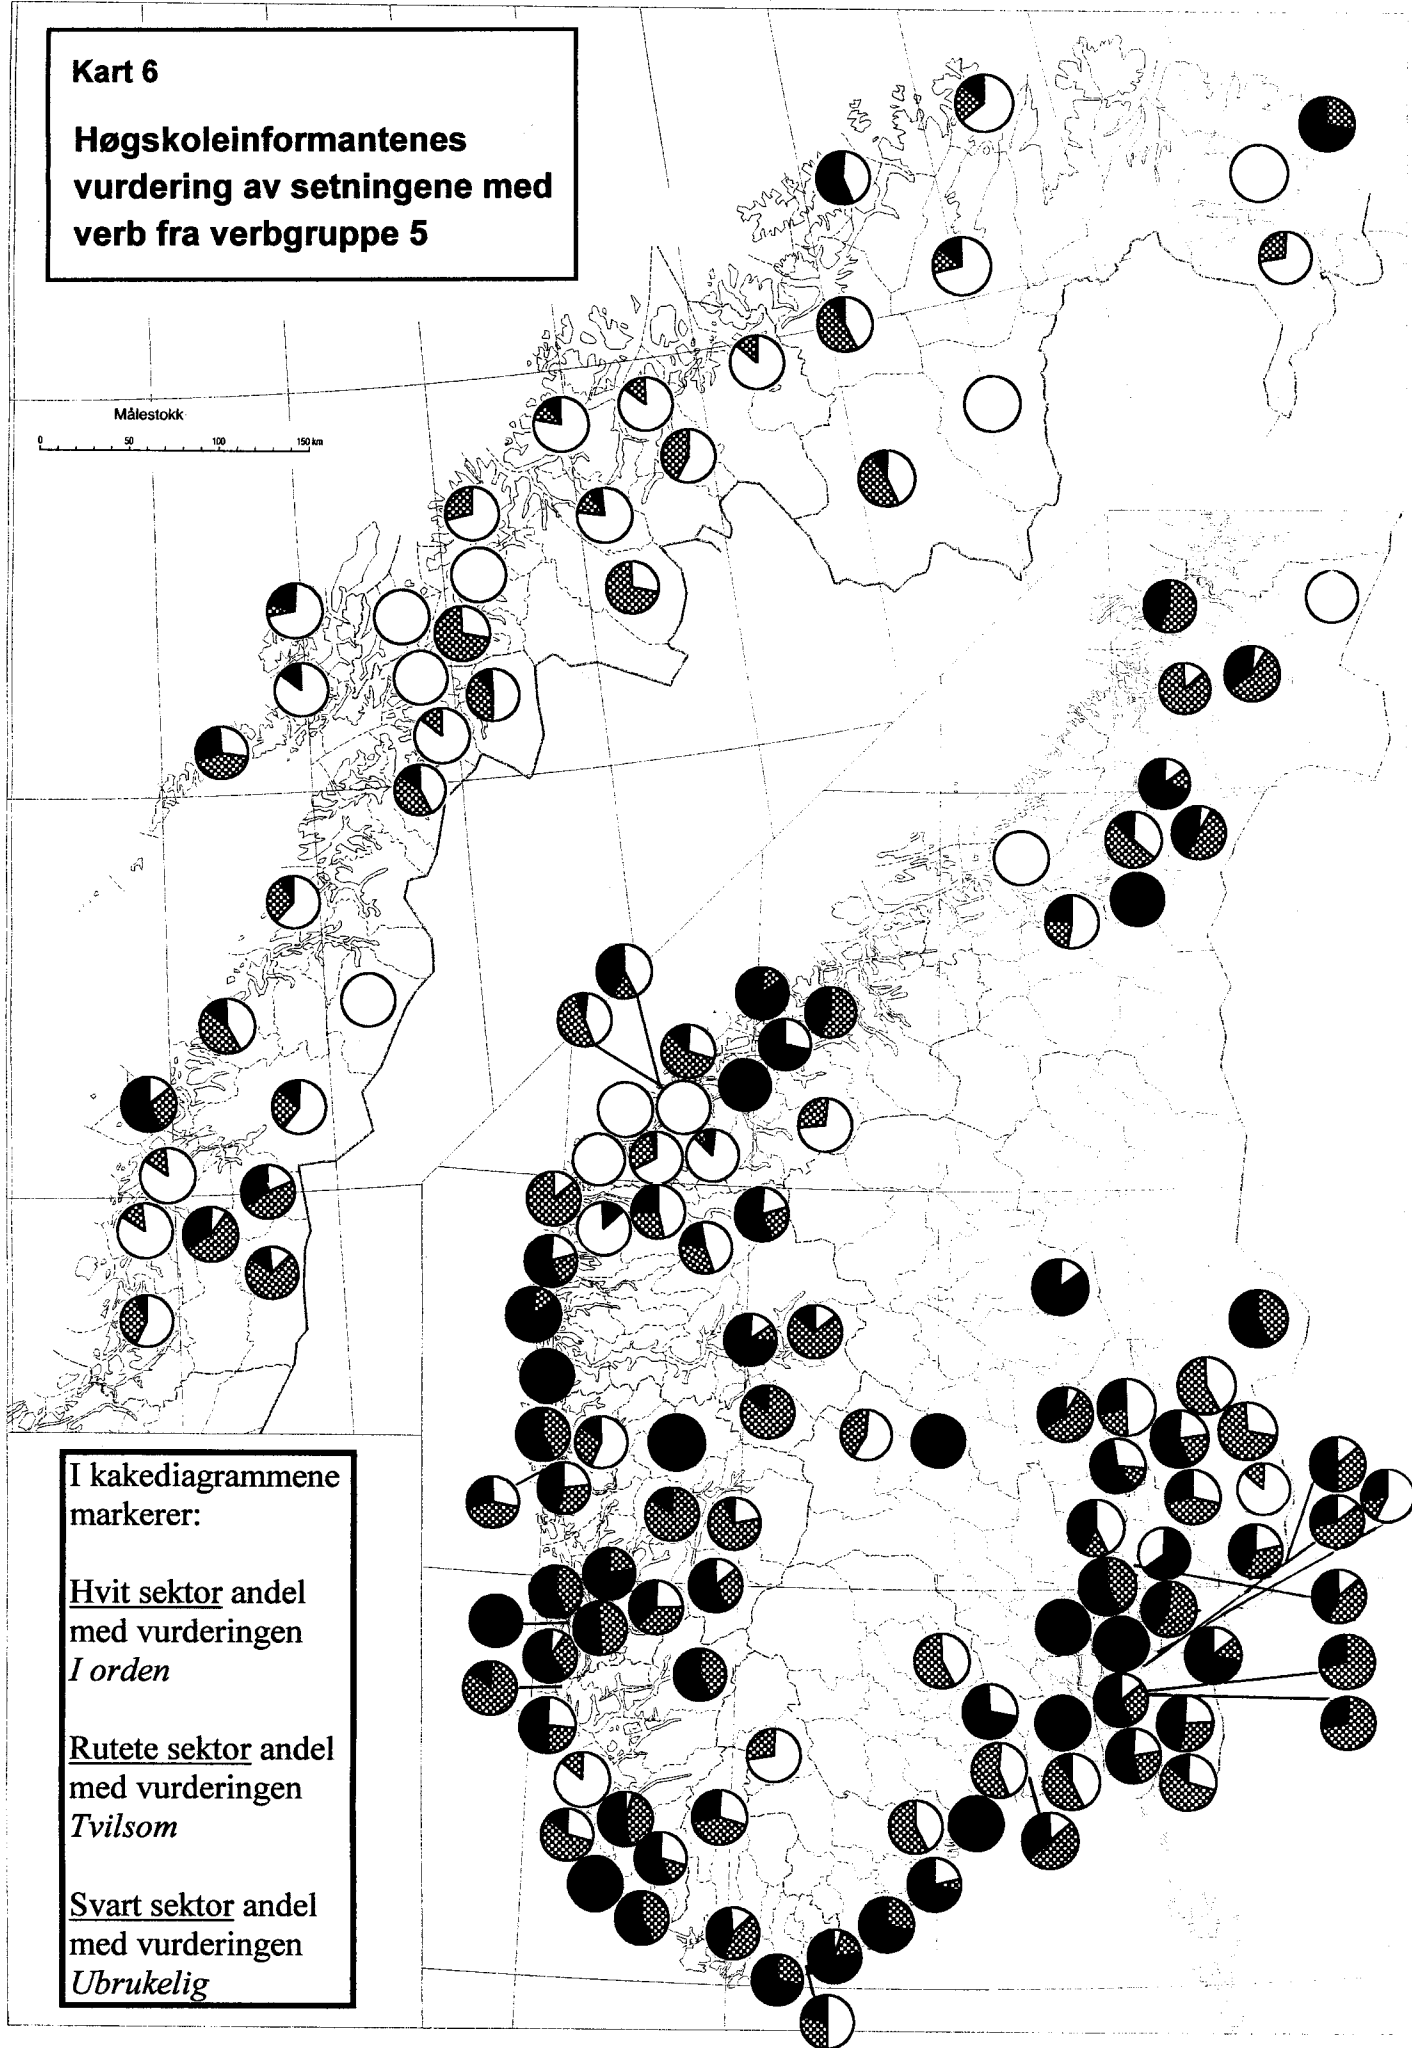 Kart 6
Høgskoleinformantenes
vurdering av setningene med
verb fra verbgruppe 5
Målestokk
0 50 100 150 km
I kakediagrammene
markerer:
Hvit sektor andel
med vurderingen
I orden
Rutete sektor andel
med vurderingen
Tvilsom
Svart sektor andel
med vurderingen
Ubrukelig